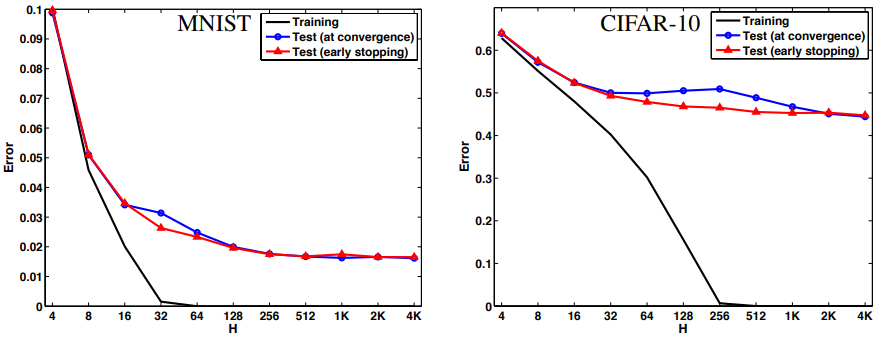 MNIST
Training
Test (at convergence)
Test (early stopping)
Error
0.1
0.09
0.08
0.07
0.06
0.05
0.04
0.03
0.02
0.01
0
4 8 16 32 64 128 256 512 1K 2K 4K
H
CIFAR-10
Training
Test (at convergence)
Test (early stopping)
Error
0.6
0.5
0.4
0.3
0.2
0.1
0
4 8 16 32 64 128 256 512 1K 2K 4K
H